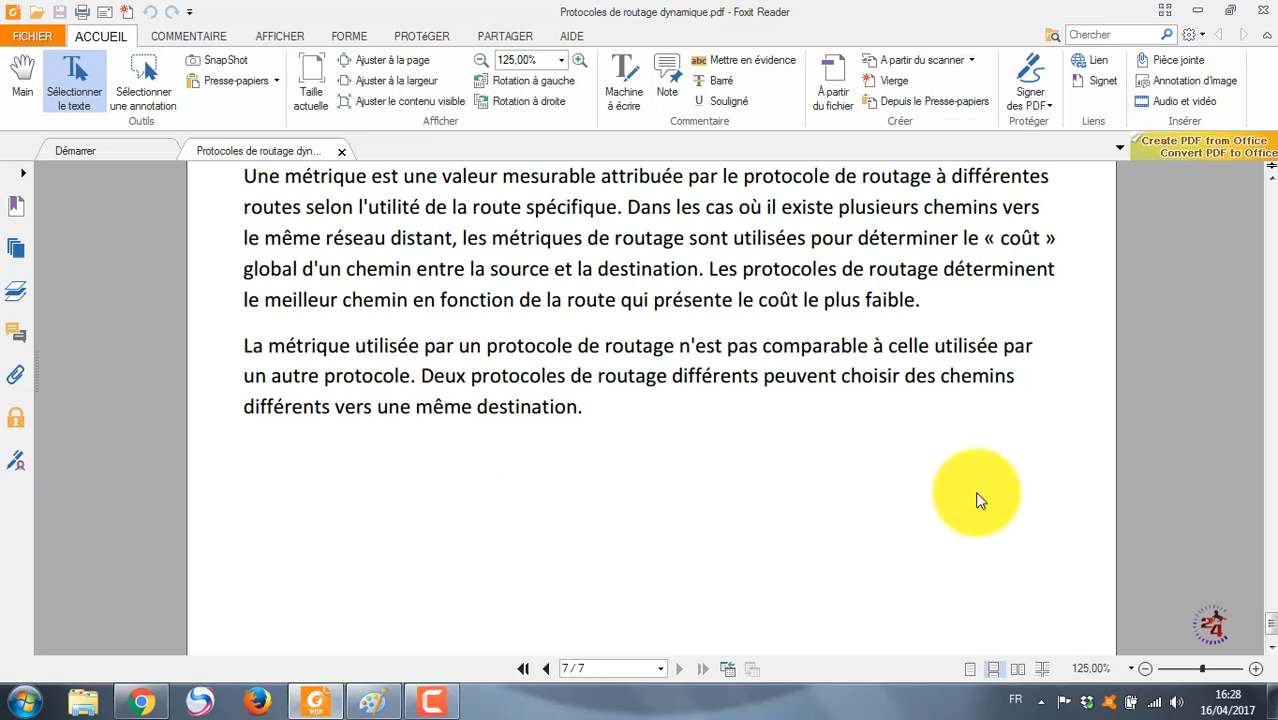 Protocoles de routage dynamique.pdf - Foxit Reader
FICHIER ACCUEIL COMMENTAIRE AFFICHER FORME PROTéGER PARTAGER AIDE
Chercher
Main
Sélectionner le texte
Sélectionner une annotation
SnapShot
Presse-papiers
Outils
Taille actuelle
Ajuster à la page
Ajuster à la largeur
Ajuster le contenu visible
125,00%
Rotation à gauche
Rotation à droite
Afficher
Machine à écrire
Note
abc Mettre en évidence
T Barré
U Souligné
Commentaire
À partir du fichier
A partir du scanner
Vierge
Depuis le Presse-papiers
Créer
Signer des PDF
Protéger
Lien
Signet
Liens
Pièce jointe
Annotation d'image
Audio et vidéo
Insérer
Démarrer
Protocoles de routage dyn...
Create PDF from Office
Convert PDF to Office
Une métrique est une valeur mesurable attribuée par le protocole de routage à différentes
routes selon l'utilité de la route spécifique. Dans les cas où il existe plusieurs chemins vers
le même réseau distant, les métriques de routage sont utilisées pour déterminer le « coût »
global d'un chemin entre la source et la destination. Les protocoles de routage déterminent
le meilleur chemin en fonction de la route qui présente le coût le plus faible.
La métrique utilisée par un protocole de routage n'est pas comparable à celle utilisée par
un autre protocole. Deux protocoles de routage différents peuvent choisir des chemins
différents vers une même destination.
24
7 / 7
125,00%
PDF
FR
16:28
16/04/2017